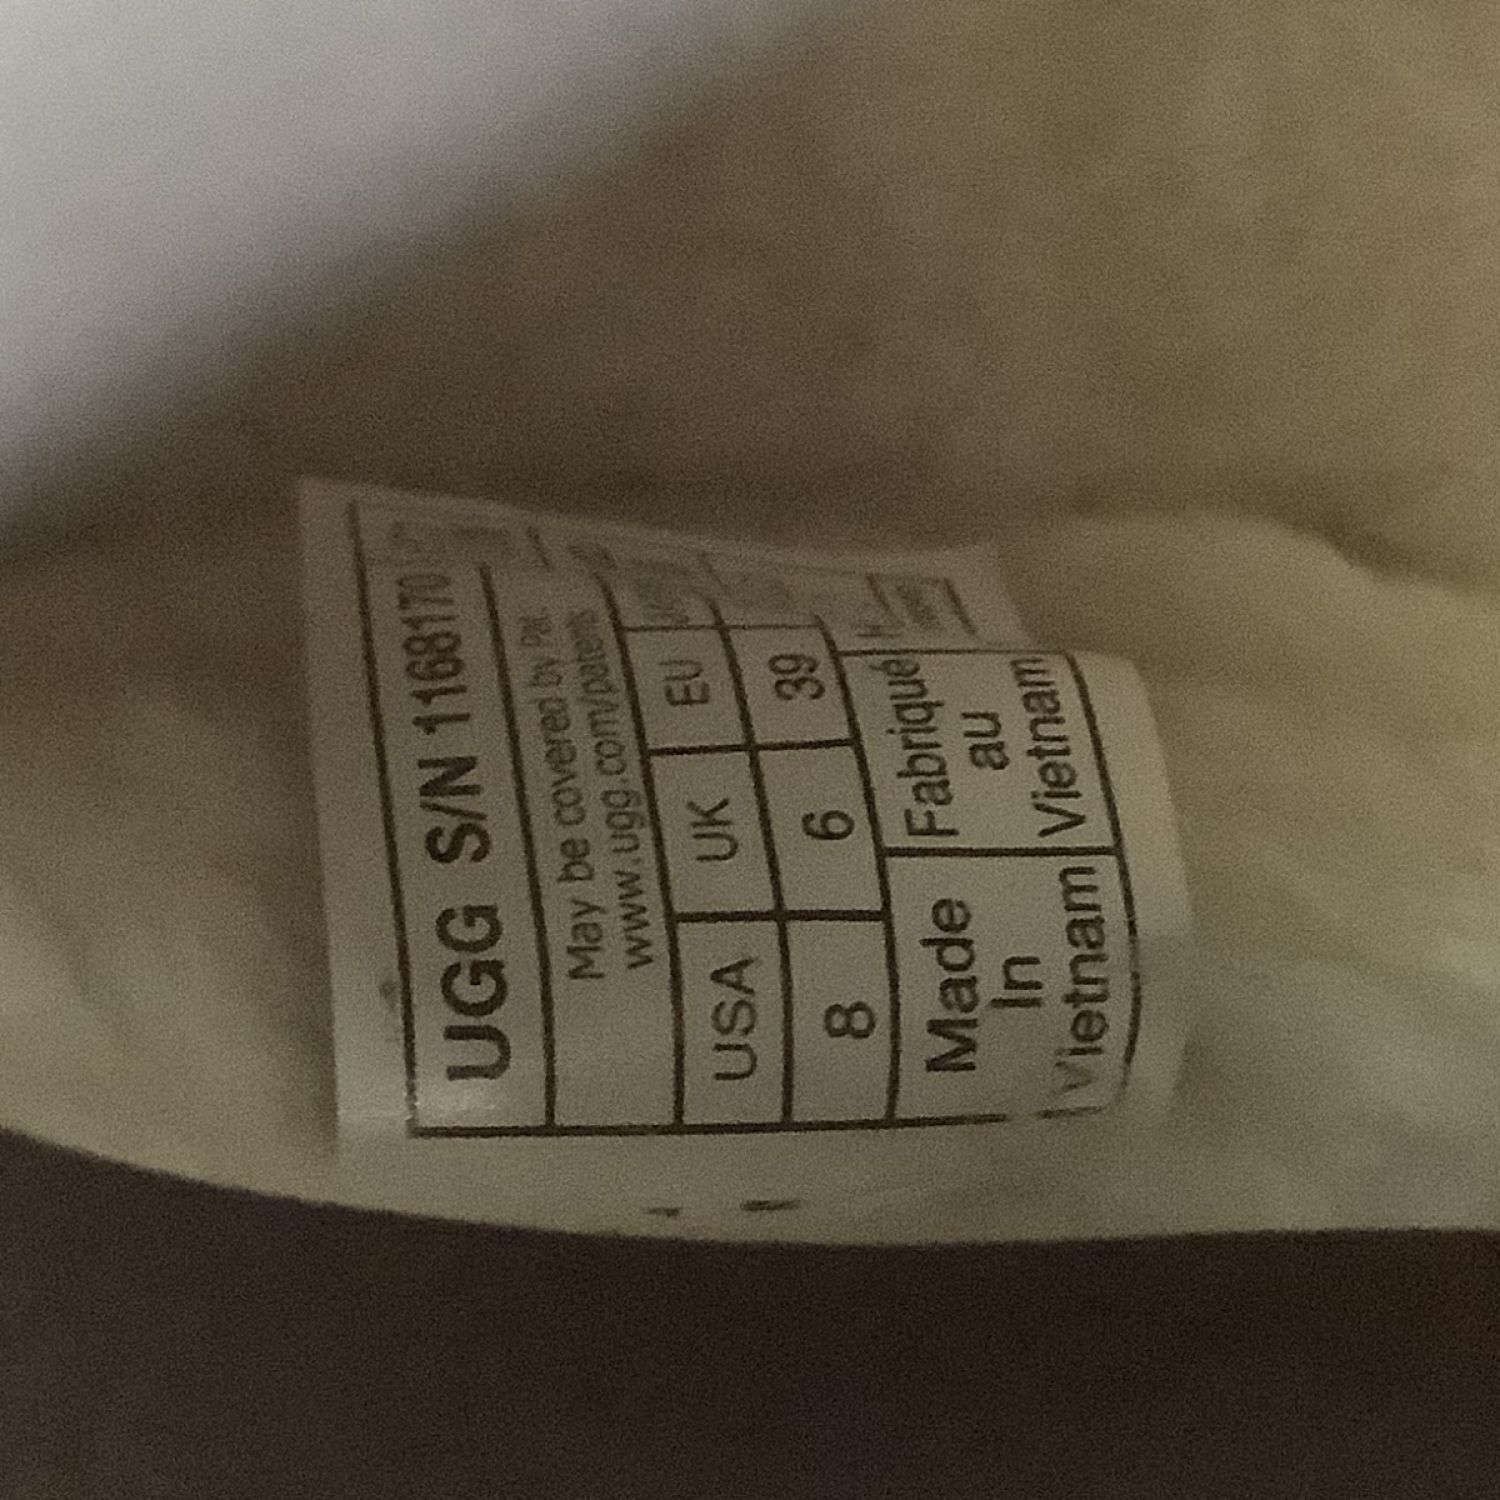 UGG S/N 1168170
May be covered by Pat.
www.ugg.com/patents
USA UK EU
8 6 39
Made
In
Vietnam
Fabriqué
au
Vietnam